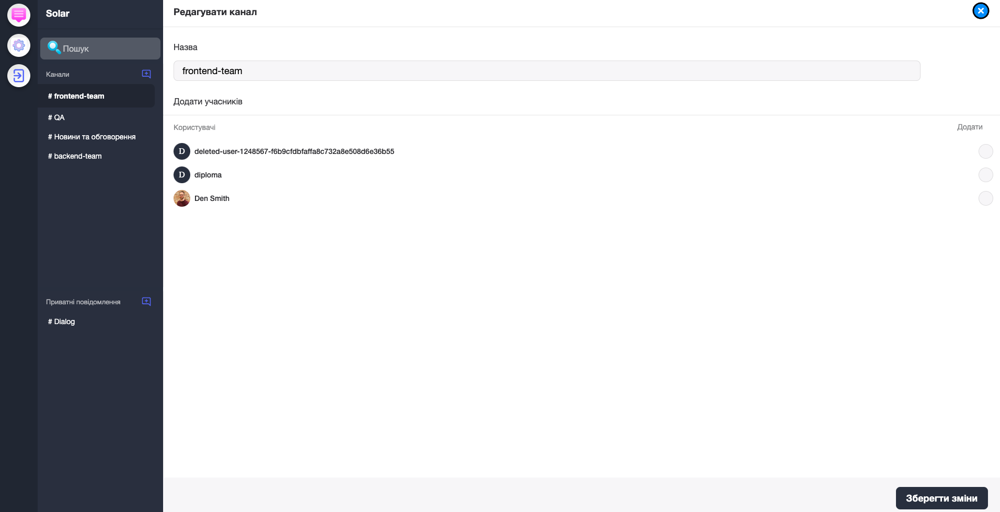 Solar
Пошук
Канали
# frontend-team
# QA
# Новини та обговорення
# backend-team
Приватні повідомлення
# Dialog
Редагувати канал
Назва
frontend-team
Додати учасників
Користувачі Додати
D deleted-user-1248567-f6b9cfdbfaffa8c732a8e508d6e36b55
D diploma
Den Smith
Зберегти зміни